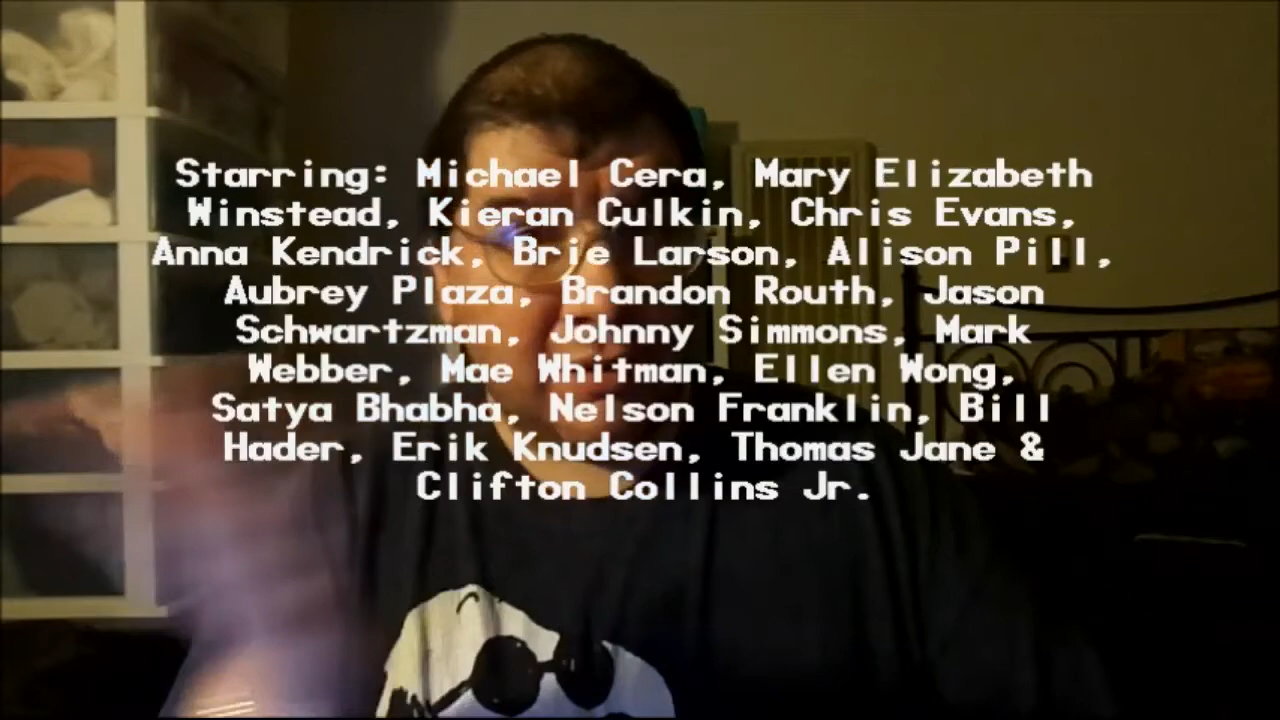 Starring: Michael Cera, Mary Elizabeth
Winstead, Kieran Culkin, Chris Evans,
Anna Kendrick, Brie Larson, Alison Pill,
Aubrey Plaza, Brandon Routh, Jason
Schwartzman, Johnny Simmons, Mark
Webber, Mae Whitman, Ellen Wong,
Satya Bhabha, Nelson Franklin, Bill
Hader, Erik Knudsen, Thomas Jane &
Clifton Collins Jr.